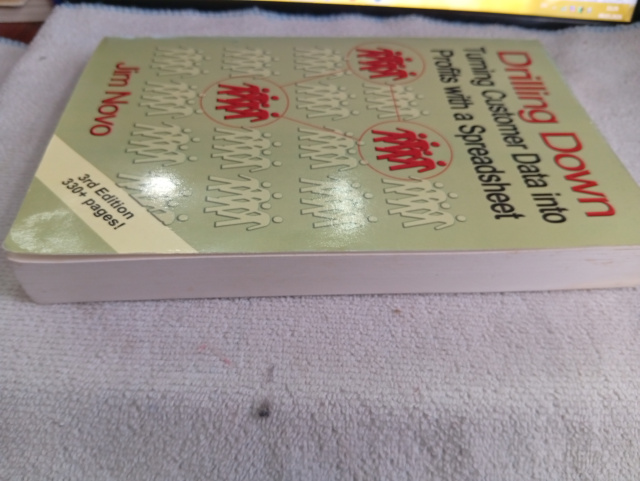 Drilling Down
Turning Customer Data into
Profits with a Spreadsheet
Jim Novo
3rd Edition
330+ pages!